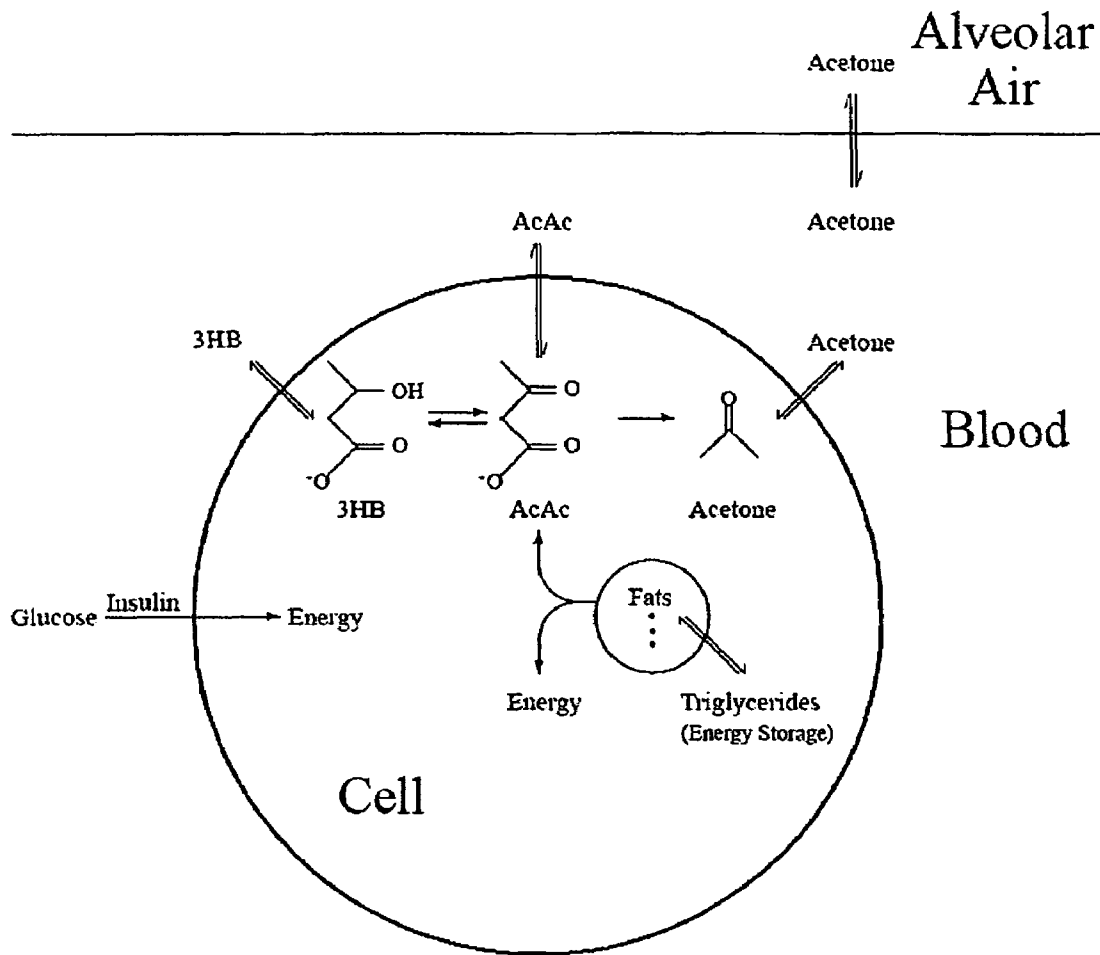 Alveolar
Air
Acetone
Acetone
AcAc
3HB
Acetone
OH
O
O
O
O
-O
-O
3HB
AcAc
O
Acetone
Blood
Glucose
Insulin
Energy
Fats
Energy
Triglycerides
(Energy Storage)
Cell